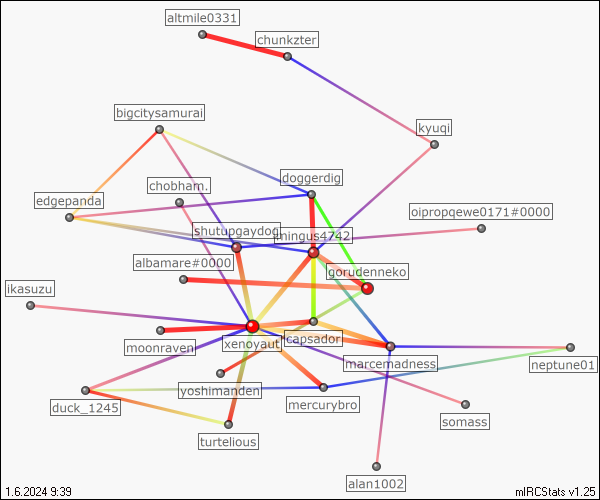 altmile0331
chunkzter
bigcitysamurai
kyuqi
doggerdig
chobham.
edgepanda
oipropqewe0171#0000
shutupgaydog
mingus4742
albamare#0000
gorudenneko
ikasuzu
moonraven
xenoyaut
capsador
marcemadness
neptune01
yoshimanden
mercurybro
duck_1245
somass
turtelious
alan1002
1.6.2024 9:39
mIRCStats v1.25